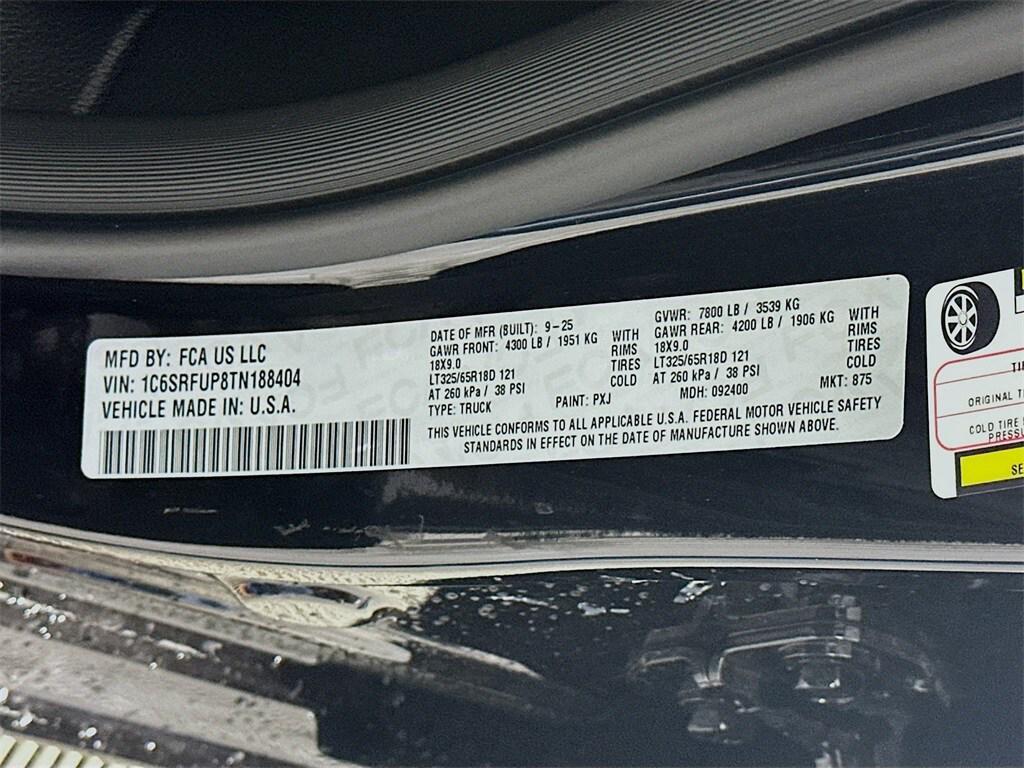 MFD BY: FCA US LLC
VIN: 1C6SRFUP8TN188404
VEHICLE MADE IN: U.S.A.
DATE OF MFR (BUILT): 9-25
GAWR FRONT: 4300 LB / 1951 KG WITH
18X9.0 RIMS
LT325/65R18D 121 TIRES
AT 260 kPa / 38 PSI COLD
TYPE: TRUCK PAINT: PXJ
GVWR: 7800 LB / 3539 KG
GAWR REAR: 4200 LB / 1906 KG WITH
18X9.0 RIMS
LT325/65R18D 121 TIRES
AT 260 kPa / 38 PSI COLD
MDH: 092400 MKT: 875
THIS VEHICLE CONFORMS TO ALL APPLICABLE U.S.A. FEDERAL MOTOR VEHICLE SAFETY
STANDARDS IN EFFECT ON THE DATE OF MANUFACTURE SHOWN ABOVE.
ORIGINAL
COLD TIRE